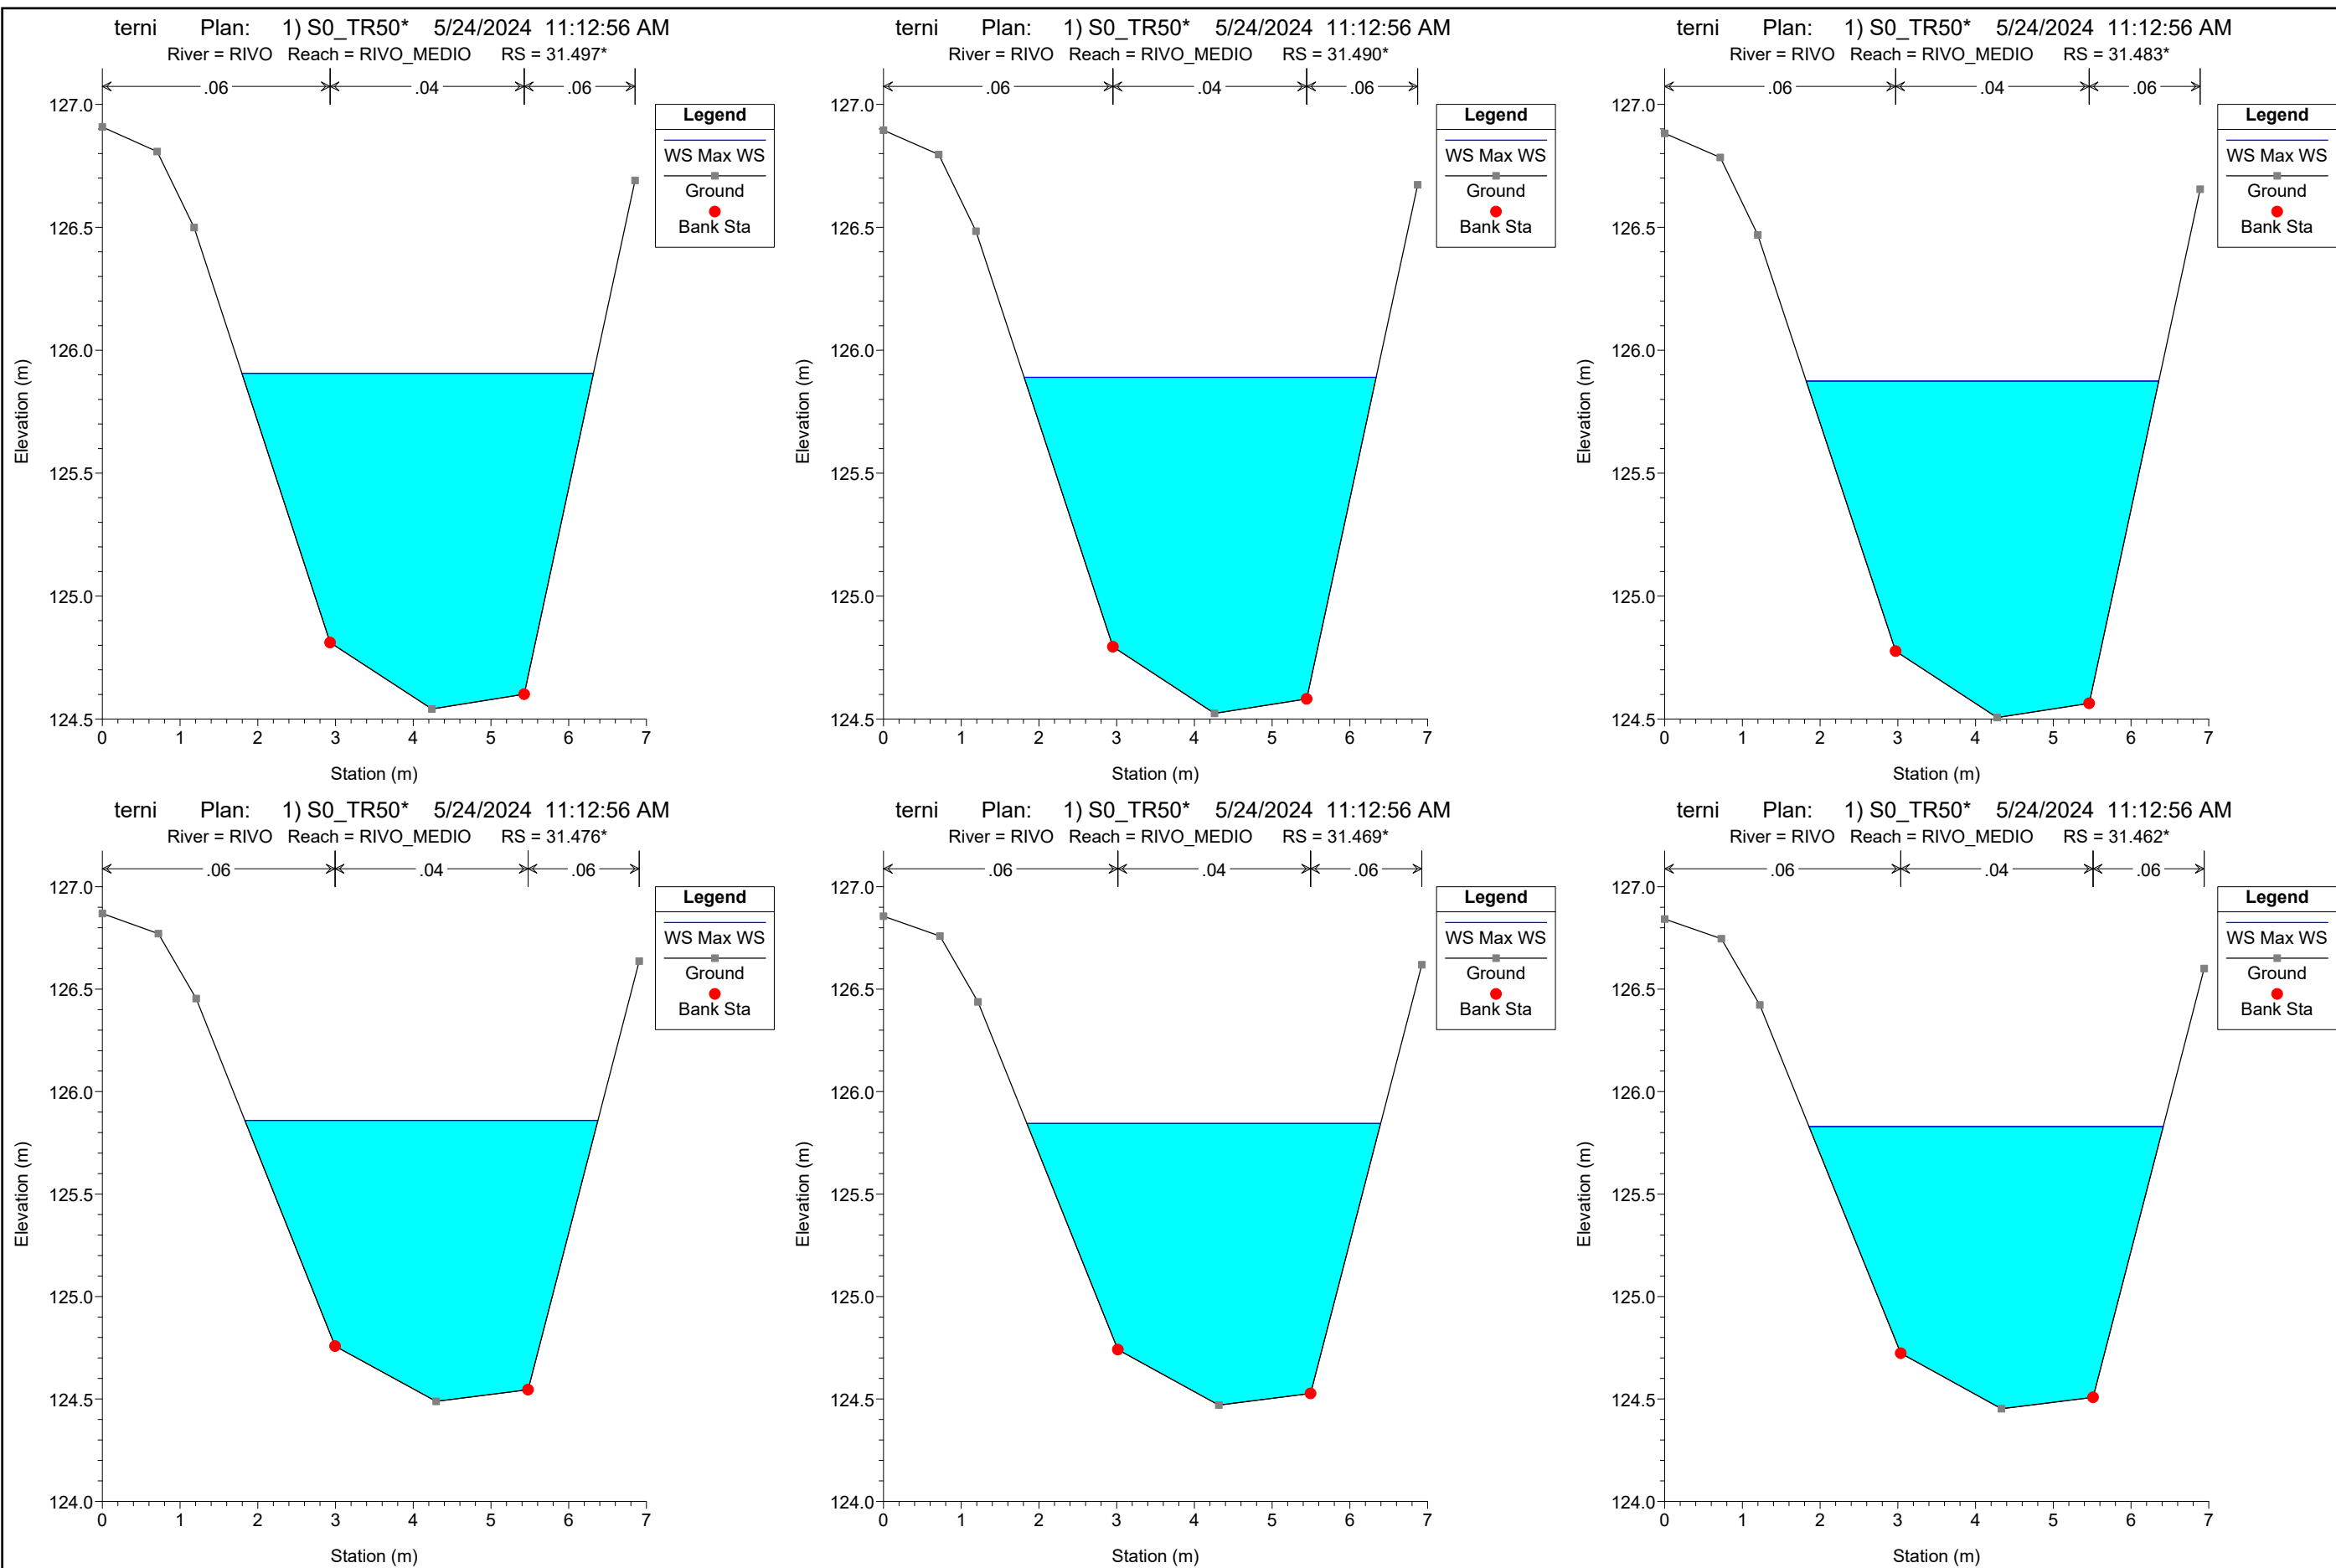 terni Plan: 1) S0_TR50* 5/24/2024 11:12:56 AM
River = RIVO Reach = RIVO_MEDIO RS = 31.497*
.06 .04 .06
127.0
126.5
126.0
125.5
125.0
124.5
0 1 2 3 4 5 6 7
Station (m)
Elevation (m)
Legend
WS Max WS
Ground
Bank Sta
terni Plan: 1) S0_TR50* 5/24/2024 11:12:56 AM
River = RIVO Reach = RIVO_MEDIO RS = 31.490*
.06 .04 .06
127.0
126.5
126.0
125.5
125.0
124.5
0 1 2 3 4 5 6 7
Station (m)
Elevation (m)
Legend
WS Max WS
Ground
Bank Sta
terni Plan: 1) S0_TR50* 5/24/2024 11:12:56 AM
River = RIVO Reach = RIVO_MEDIO RS = 31.483*
.06 .04 .06
127.0
126.5
126.0
125.5
125.0
124.5
0 1 2 3 4 5 6 7
Station (m)
Elevation (m)
Legend
WS Max WS
Ground
Bank Sta
terni Plan: 1) S0_TR50* 5/24/2024 11:12:56 AM
River = RIVO Reach = RIVO_MEDIO RS = 31.476*
.06 .04 .06
127.0
126.5
126.0
125.5
125.0
124.5
124.0
0 1 2 3 4 5 6 7
Station (m)
Elevation (m)
Legend
WS Max WS
Ground
Bank Sta
terni Plan: 1) S0_TR50* 5/24/2024 11:12:56 AM
River = RIVO Reach = RIVO_MEDIO RS = 31.469*
.06 .04 .06
127.0
126.5
126.0
125.5
125.0
124.5
124.0
0 1 2 3 4 5 6 7
Station (m)
Elevation (m)
Legend
WS Max WS
Ground
Bank Sta
terni Plan: 1) S0_TR50* 5/24/2024 11:12:56 AM
River = RIVO Reach = RIVO_MEDIO RS = 31.462*
.06 .04 .06
127.0
126.5
126.0
125.5
125.0
124.5
124.0
0 1 2 3 4 5 6 7
Station (m)
Elevation (m)
Legend
WS Max WS
Ground
Bank Sta